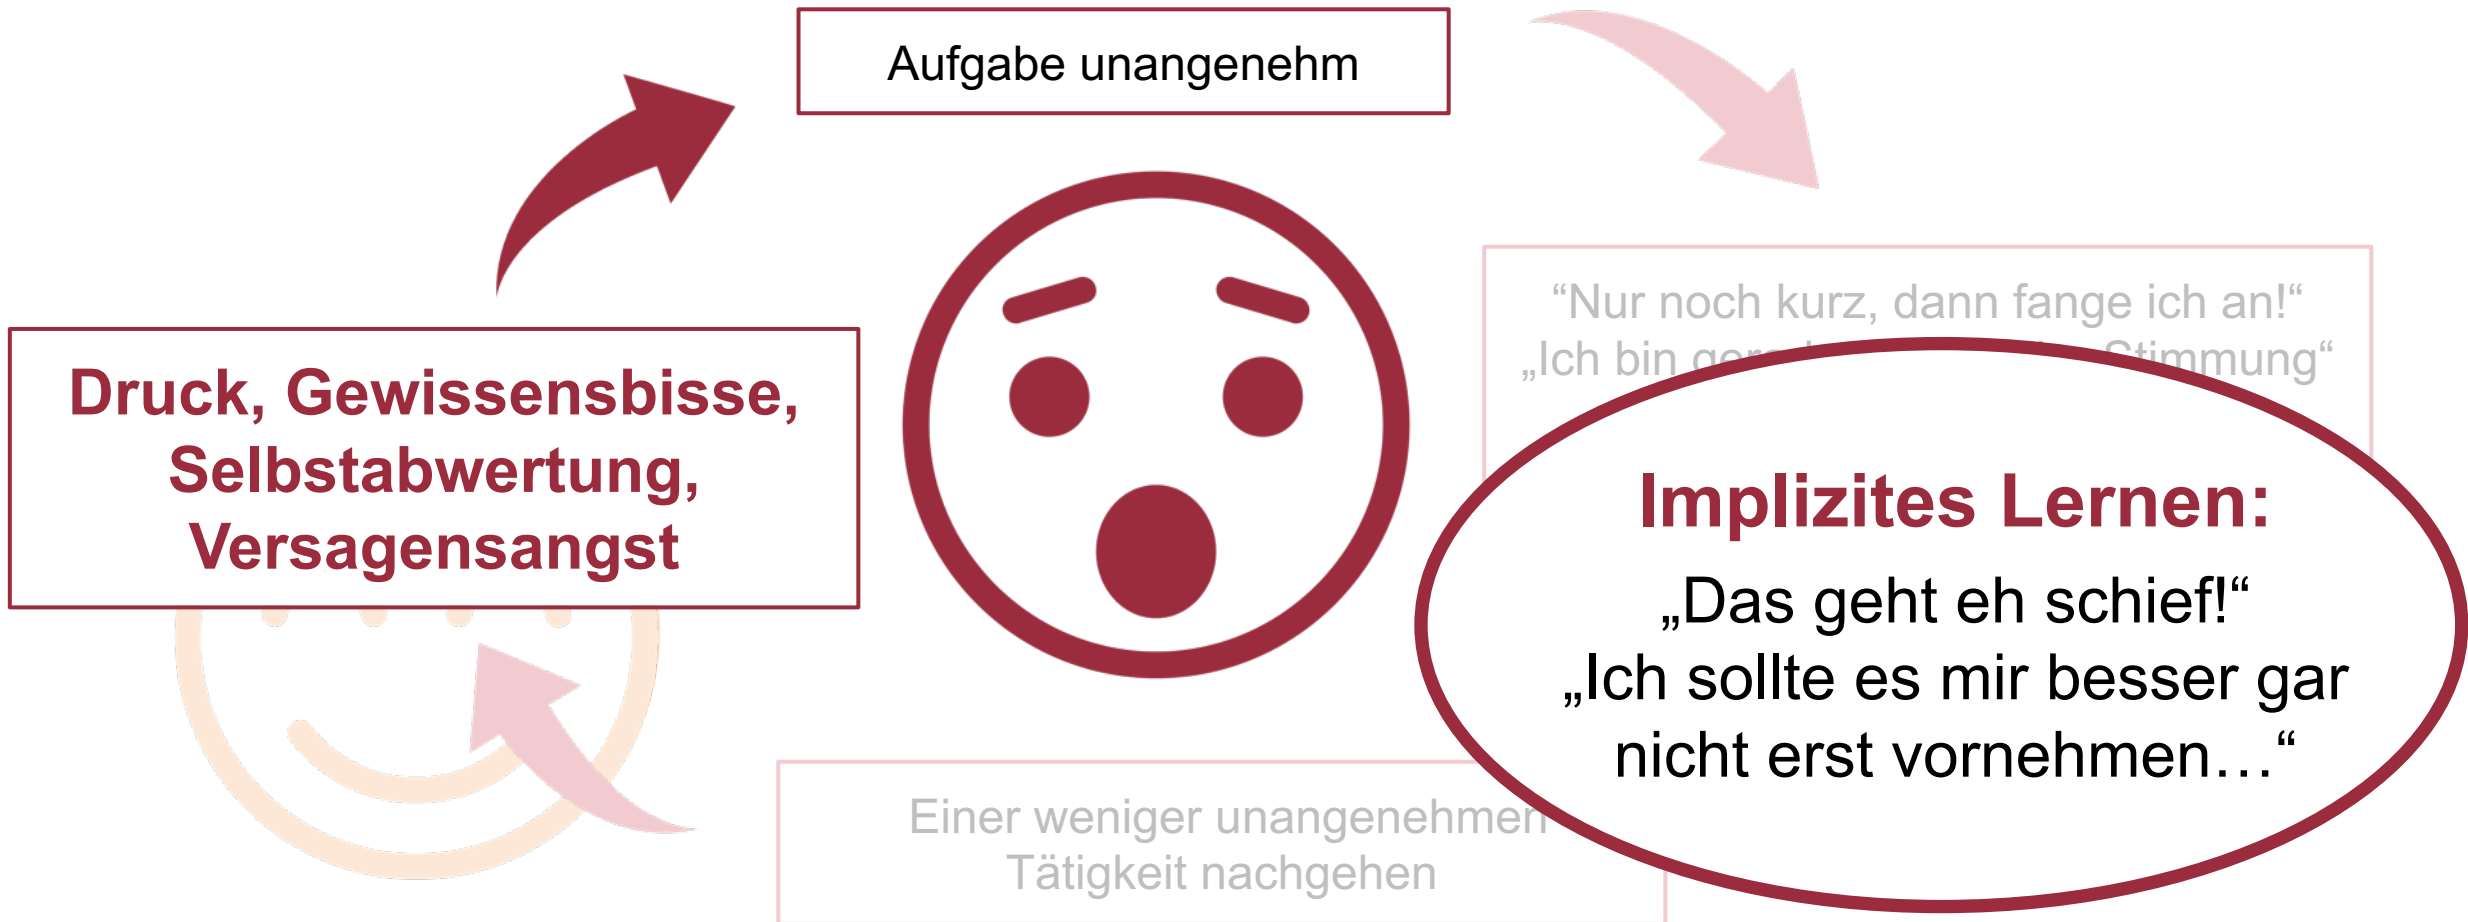 Aufgabe unangenehm
“Nur noch kurz, dann fange ich an!“
„Ich bin Stimmung“
Druck, Gewissensbisse,
Selbstabwertung,
Versagensangst
Implizites Lernen:
„Das geht eh schief!“
„Ich sollte es mir besser gar
nicht erst vornehmen…“
Einer weniger unangenehmen
Tätigkeit nachgehen